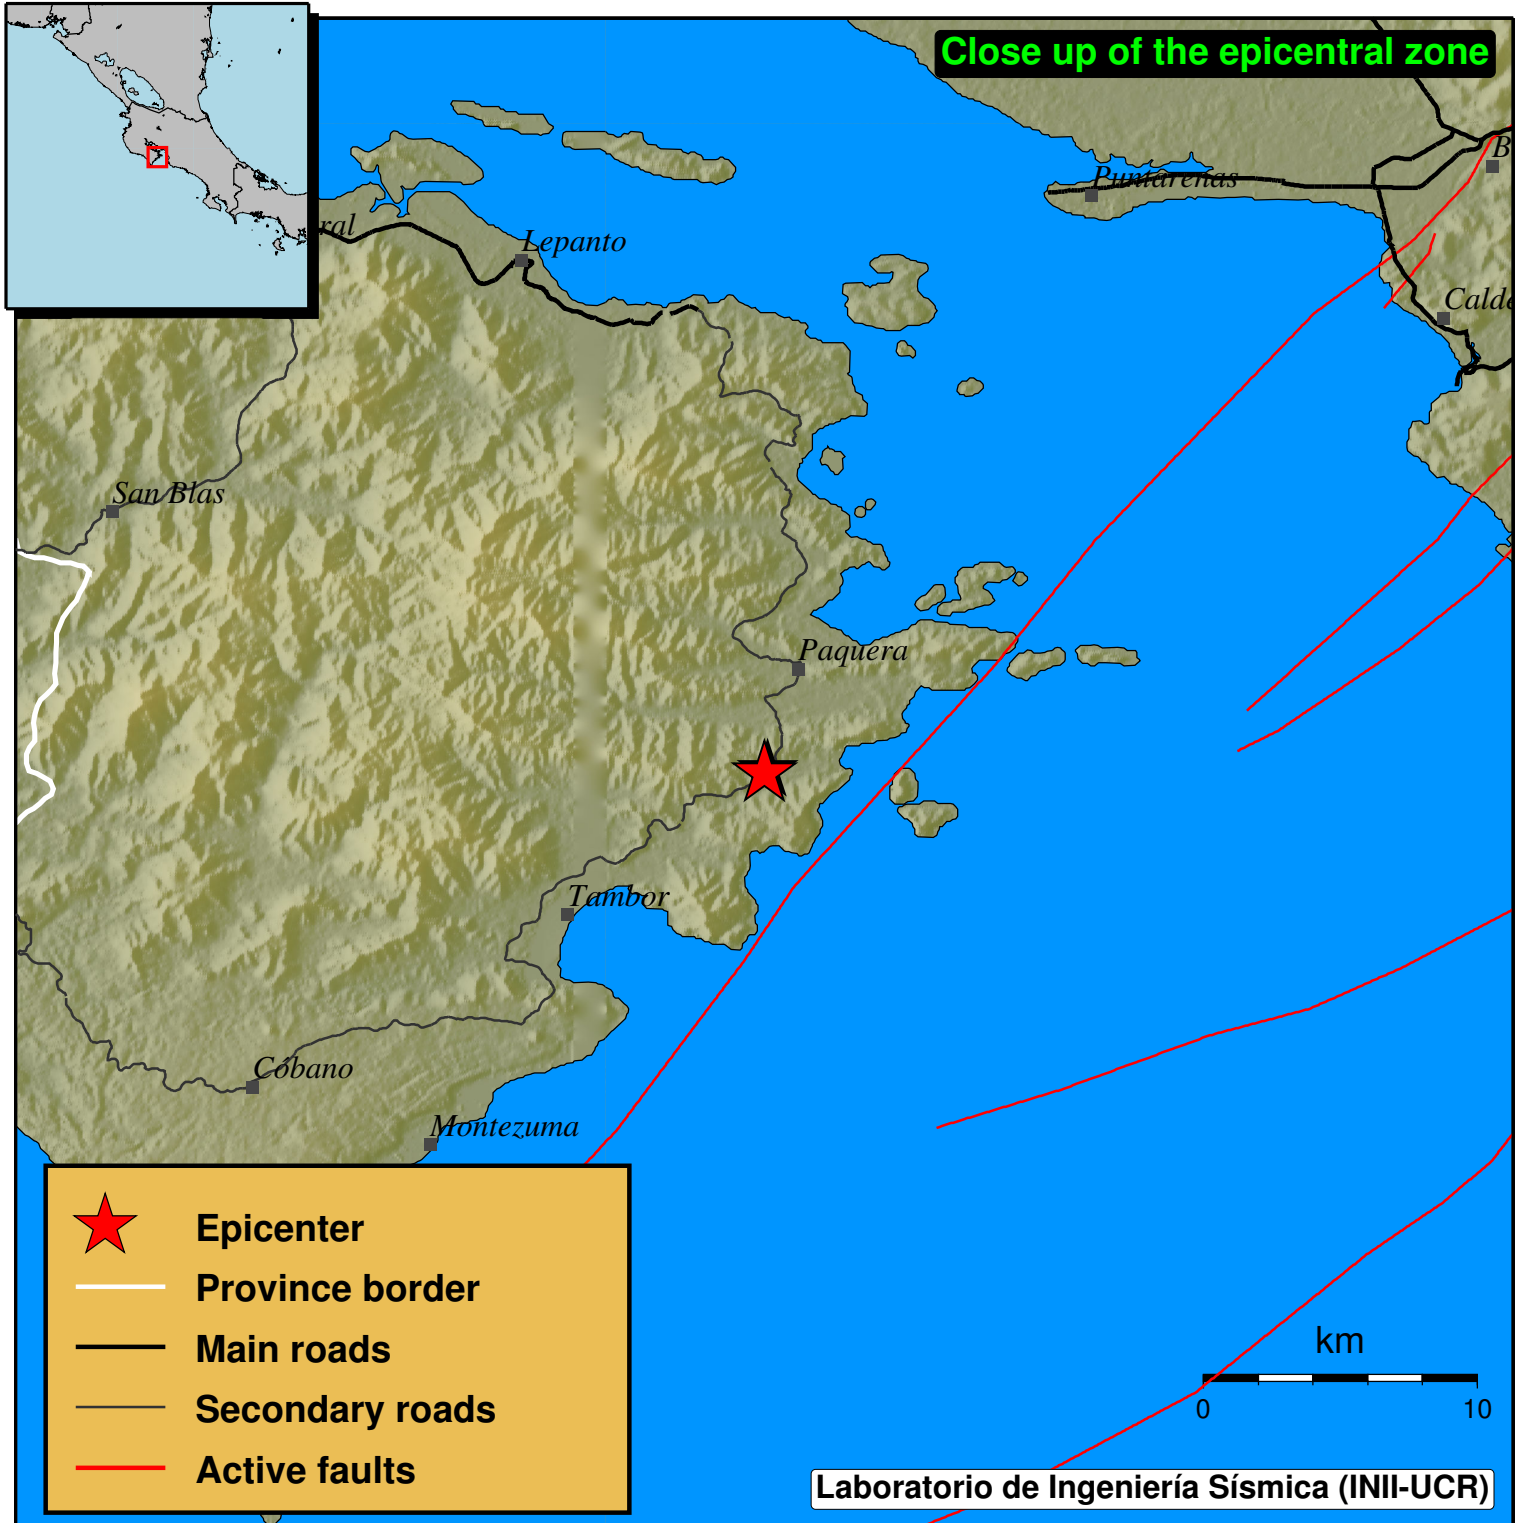 Close up of the epicentral zone
B
Puntarenas
ral
Lepanto
Calde
San Blas
Paquera
Tambor
Cóbano
Montezuma
Epicenter
Province border
Main roads
Secondary roads
Active faults
km
0 10
Laboratorio de Ingeniería Sísmica (INII-UCR)